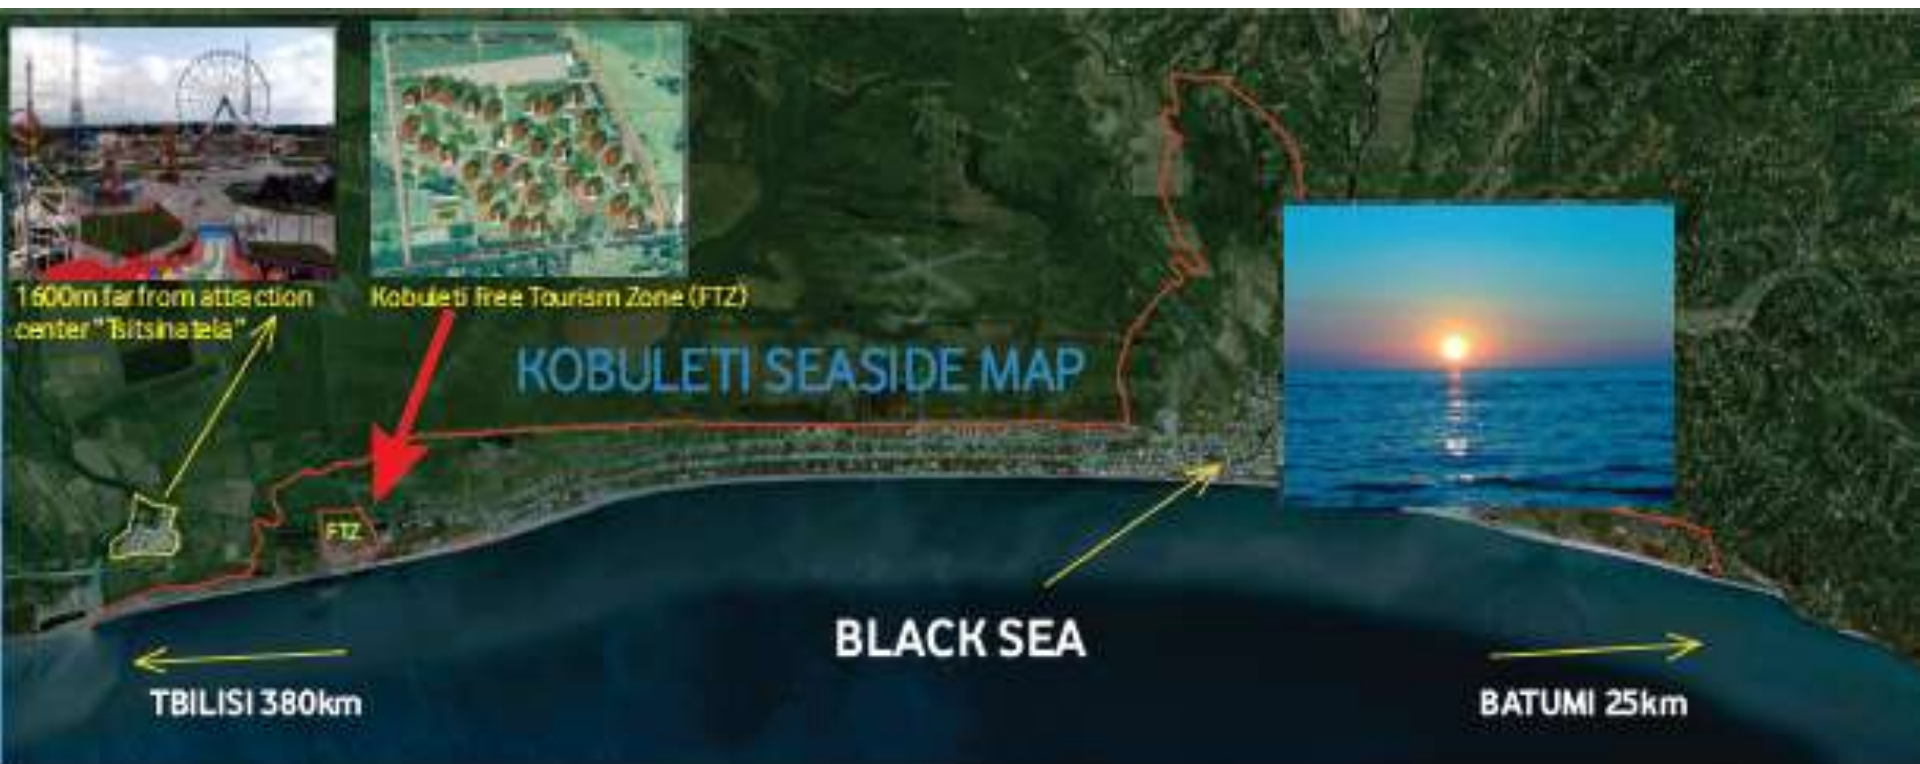 1600m far from attraction
center "Tsitsinatela"
Kobuleti Free Tourism Zone (FTZ)
KOBULETI SEASIDE MAP
FTZ
BLACK SEA
TBILISI 380km
BATUMI 25km